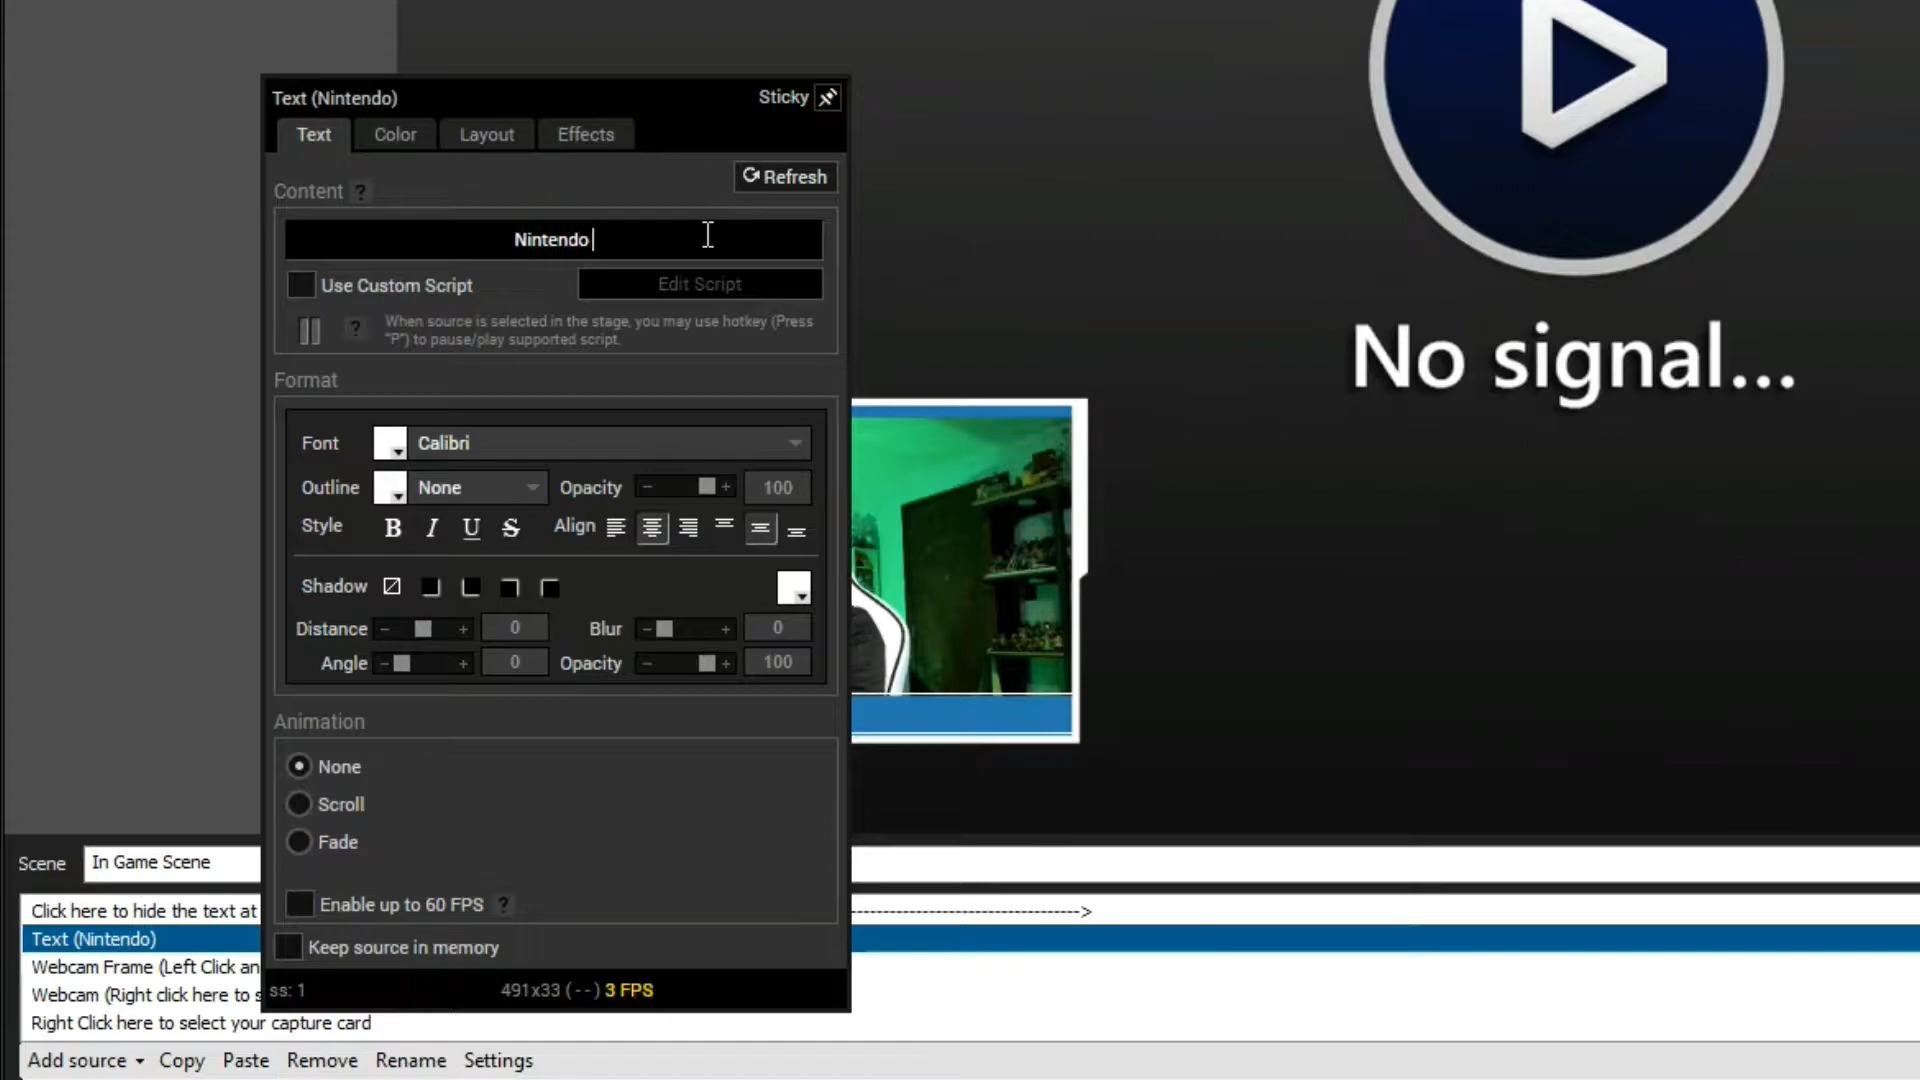 Text (Nintendo)
Sticky
Text
Color
Layout
Effects
Refresh
Content ?
Nintendo
Use Custom Script
Edit Script
? When source is selected in the stage, you may use hotkey (Press
"P") to pause/play supported script.
Format
Font
Calibri
Outline
None
Opacity
100
Style
B I U S
Align
Shadow
Distance
0
Blur
0
Angle
0
Opacity
100
Animation
None
Scroll
Fade
Enable up to 60 FPS ?
Keep source in memory
ss: 1
491x33 (--) 3 FPS
No signal...
Scene
In Game Scene
Click here to hide the text at ------------------------------>
Text (Nintendo)
Webcam Frame (Left Click an
Webcam (Right click here to s
Right Click here to select your capture card
Add source
Copy
Paste
Remove
Rename
Settings